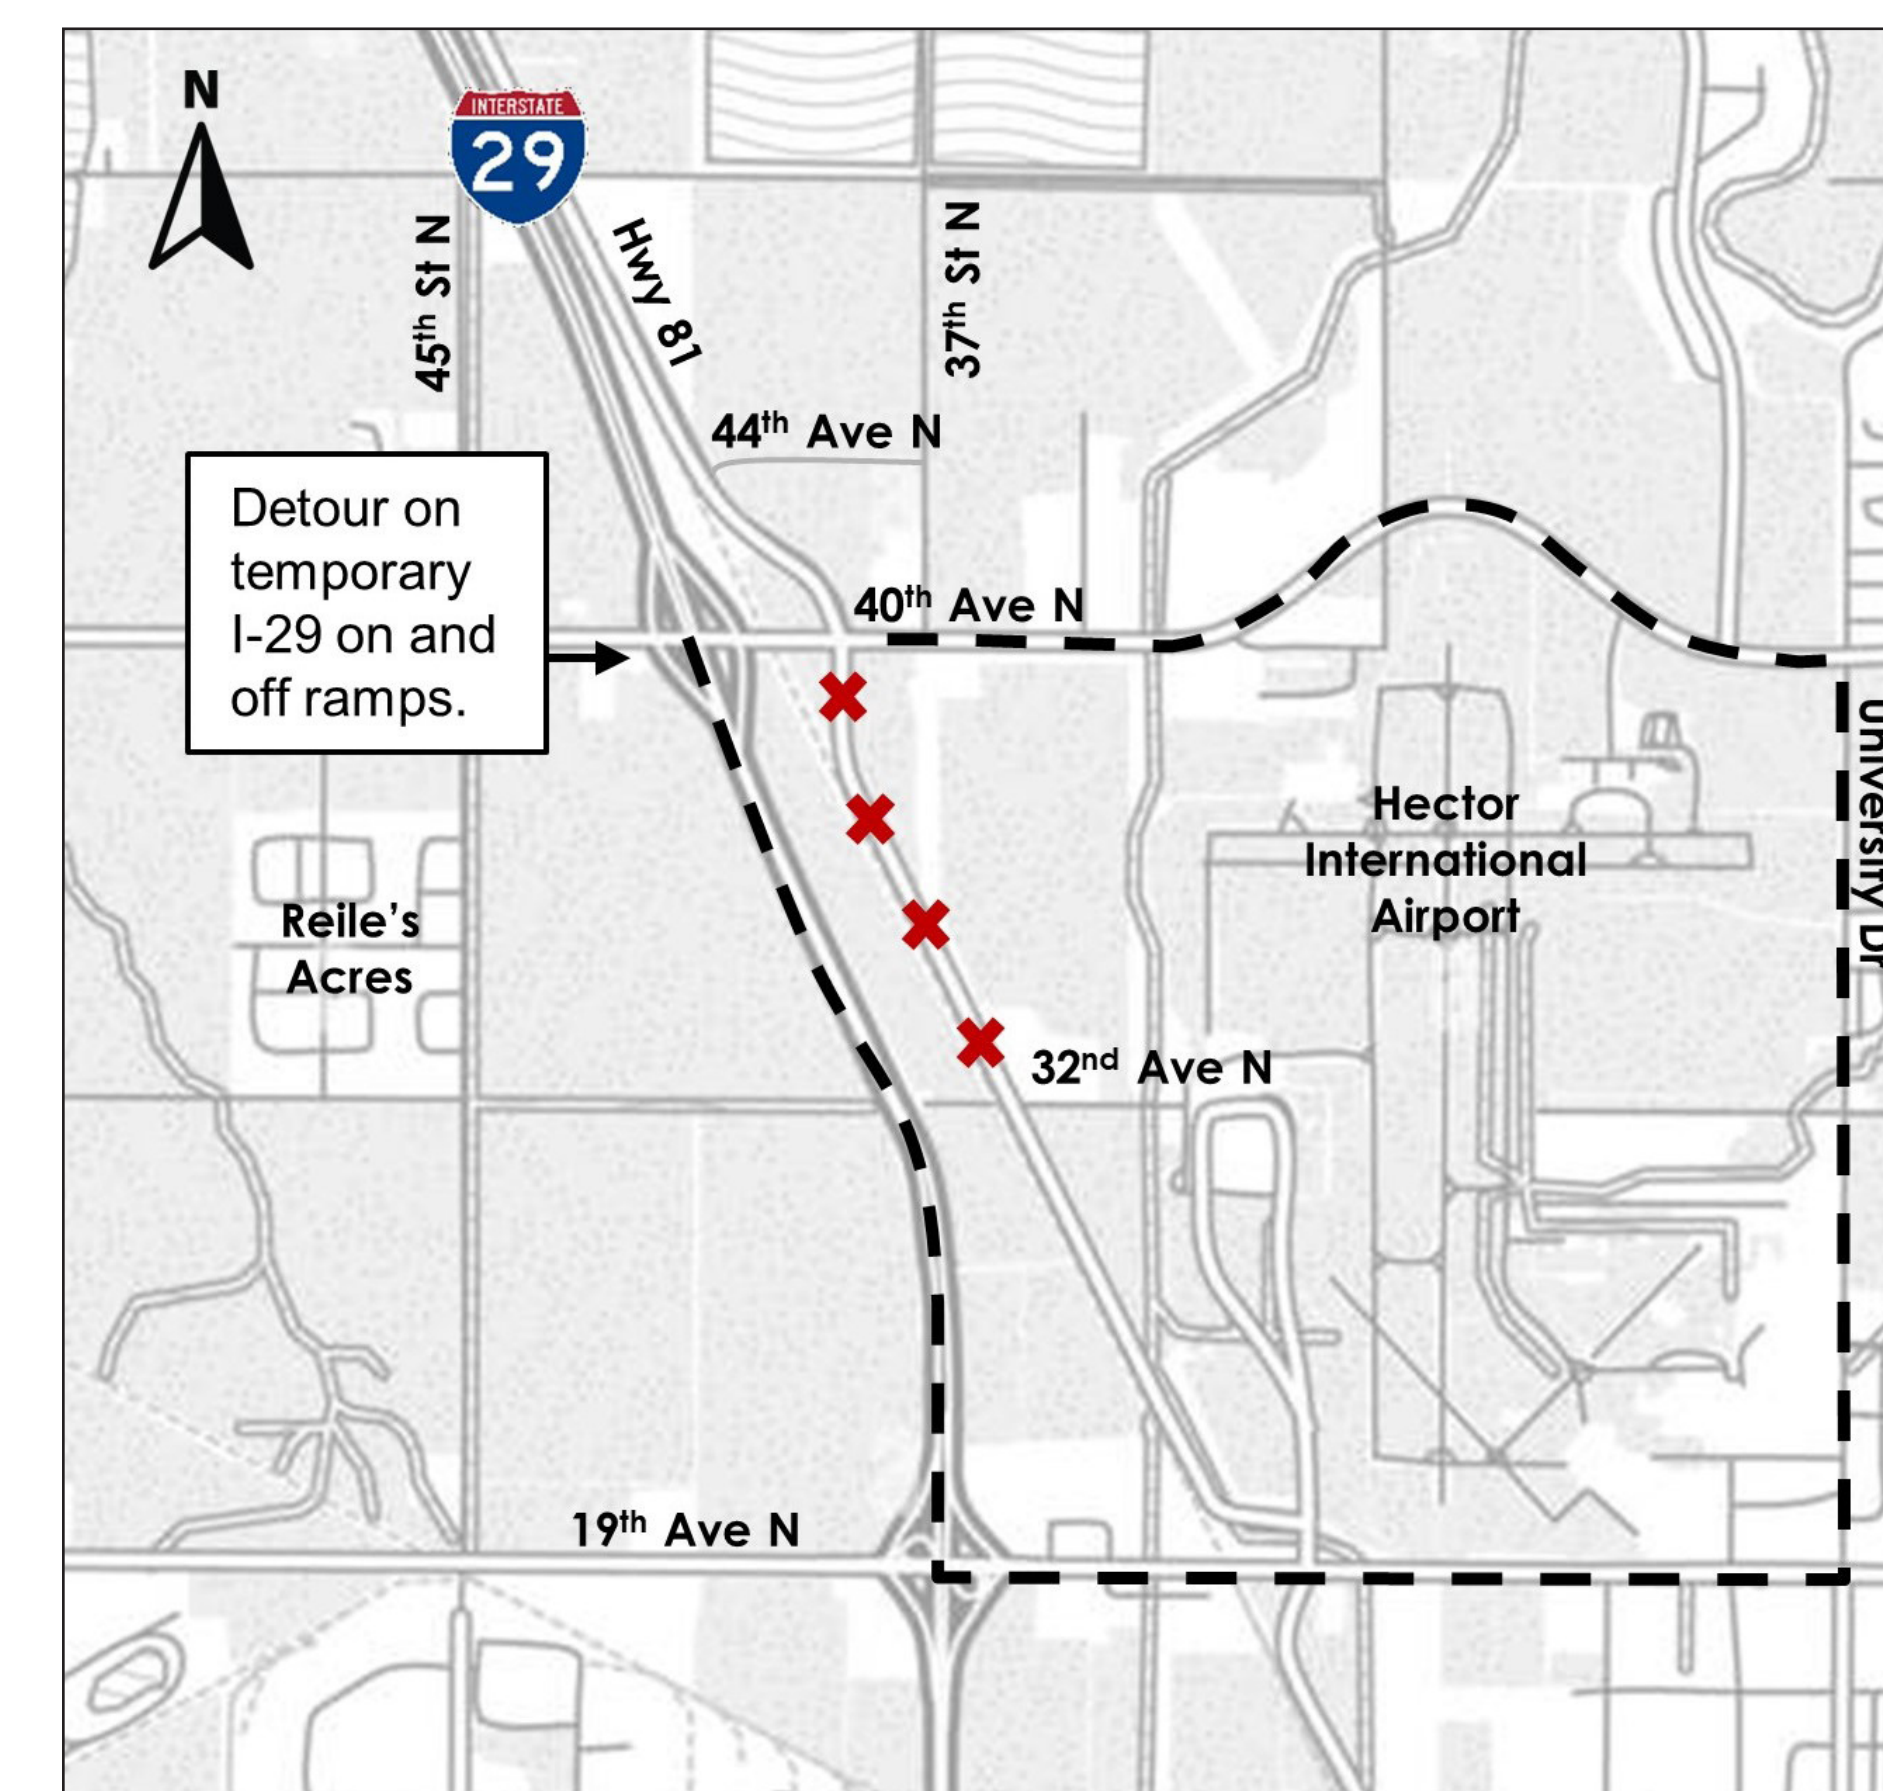 N
INTERSTATE
29
45th St N
Hwy 81
37th St N
44th Ave N
Detour on
temporary
I-29 on and
off ramps.
40th Ave N
University Dr
Hector
International
Airport
Reile’s
Acres
32nd Ave N
19th Ave N